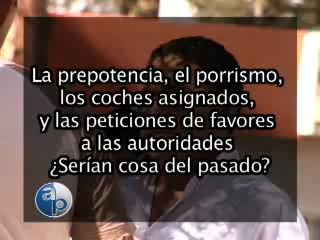 La prepotencia, el porrismo,
los coches asignados,
y las peticiones de favores
a las autoridades
¿Serían cosa del pasado?
ap